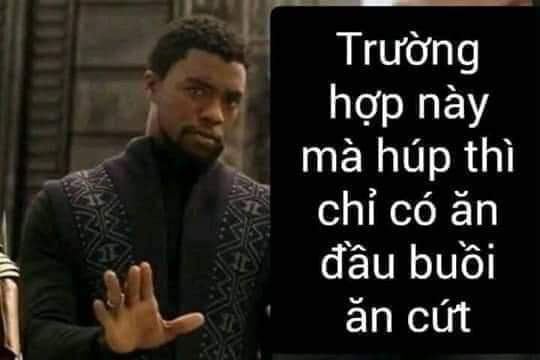 Trường
hợp này
mà húp thì
chỉ có ăn
đầu buồi
ăn cứt